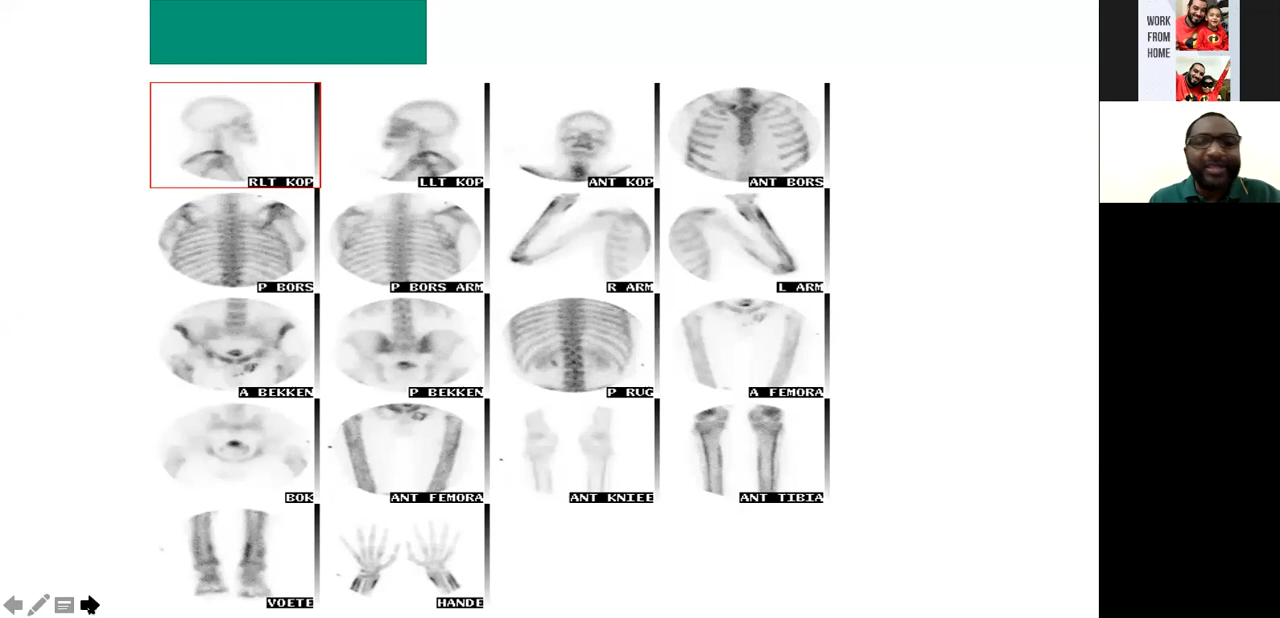 WORK
FROM
HOME
RLT KOP
LLT KOP
ANT KOP
ANT BORS
P BORS
P BORS ARM
R ARM
L ARM
A BEKKEN
P BEKKEN
P RUG
A FEMORA
BOK
ANT FEMORA
ANT KNIEE
ANT TIBIA
VOETE
HANDE